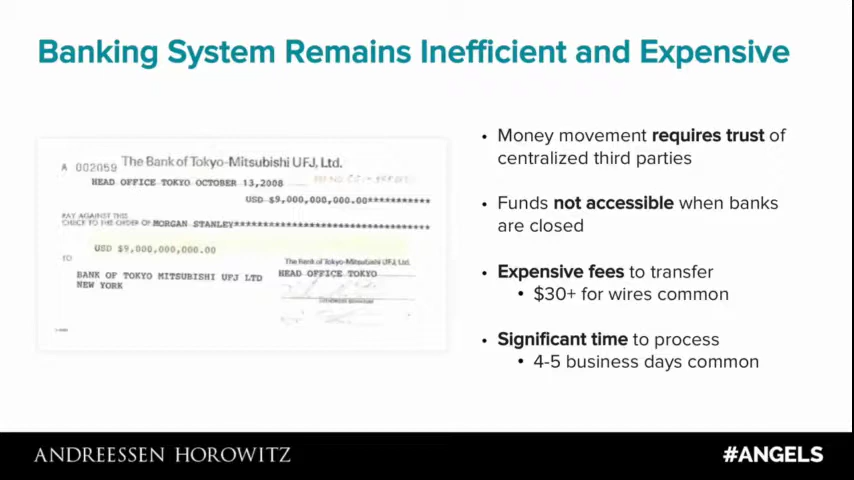 Banking System Remains Inefficient and Expensive
A 002059 The Bank of Tokyo-Mitsubishi UFJ, Ltd.
HEAD OFFICE TOKYO OCTOBER 13,2008
USD $9,000,000,000.00***********
PAY AGAINST THIS
CHECK TO THE ORDER OF MORGAN STANLEY***********************************
USD $9,000,000,000.00
TO
BANK OF TOKYO MITSUBISHI UFJ LTD
NEW YORK
The Bank of Tokyo-Mitsubishi UFJ, Ltd.
HEAD OFFICE TOKYO
AUTHORIZED SIGNATURE
• Money movement requires trust of
centralized third parties
• Funds not accessible when banks
are closed
• Expensive fees to transfer
• $30+ for wires common
• Significant time to process
• 4-5 business days common
ANDREESSEN HOROWITZ
#ANGELS